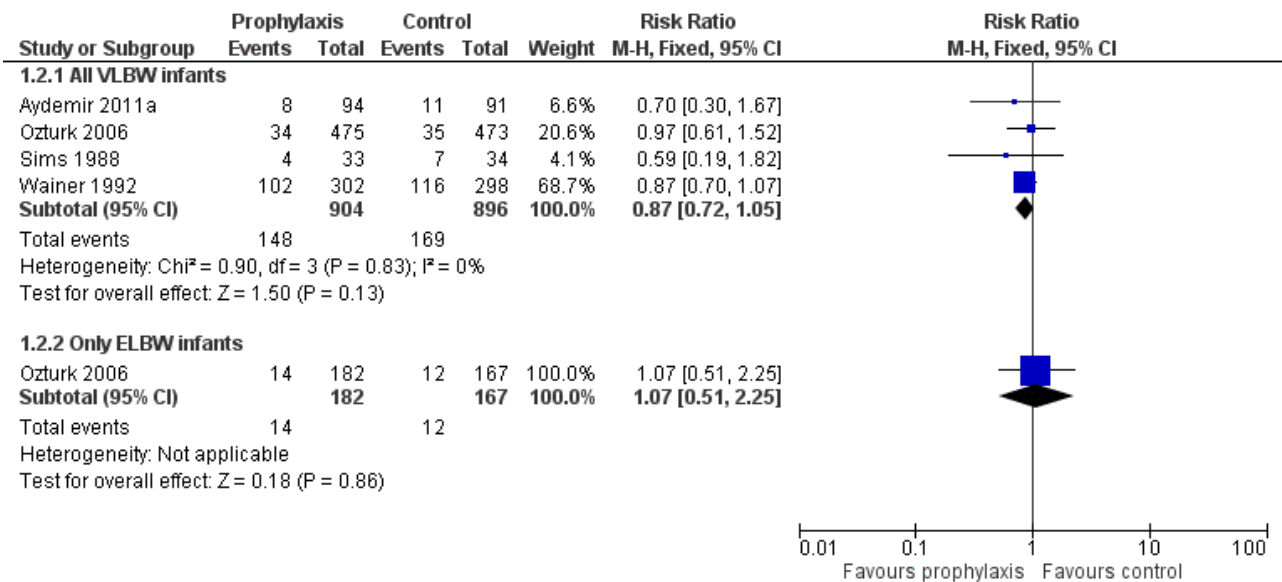 Prophylaxis Control Risk Ratio Risk Ratio
Study or Subgroup Events Total Events Total Weight M-H, Fixed, 95% CI M-H, Fixed, 95% CI
1.2.1 All VLBW infants
Aydemir 2011a 8 94 11 91 6.6% 0.70 [0.30, 1.67]
Ozturk 2006 34 475 35 473 20.6% 0.97 [0.61, 1.52]
Sims 1988 4 33 7 34 4.1% 0.59 [0.19, 1.82]
Wainer 1992 102 302 116 298 68.7% 0.87 [0.70, 1.07]
Subtotal (95% CI) 904 896 100.0% 0.87 [0.72, 1.05]
Total events 148 169
Heterogeneity: Chi² = 0.90, df = 3 (P = 0.83); I² = 0%
Test for overall effect: Z = 1.50 (P = 0.13)
1.2.2 Only ELBW infants
Ozturk 2006 14 182 12 167 100.0% 1.07 [0.51, 2.25]
Subtotal (95% CI) 182 167 100.0% 1.07 [0.51, 2.25]
Total events 14 12
Heterogeneity: Not applicable
Test for overall effect: Z = 0.18 (P = 0.86)
0.01 0.1 1 10 100
Favours prophylaxis Favours control